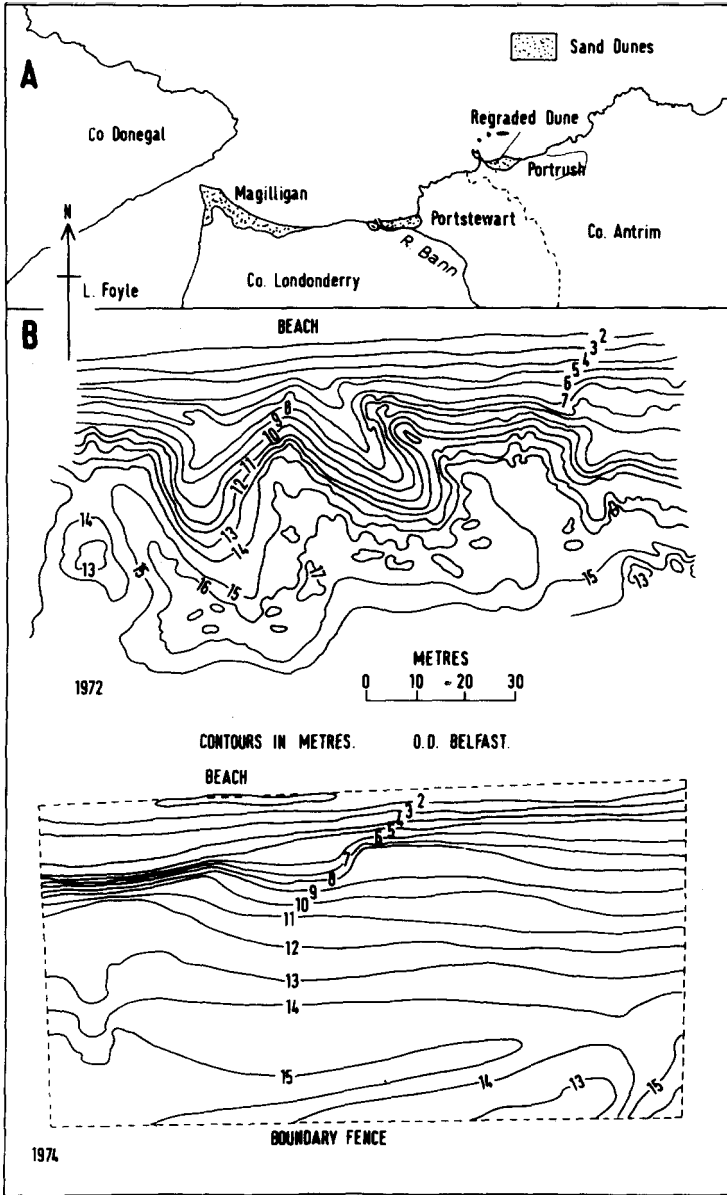 A
Sand Dunes
Co Donegal
Regraded Dune
Portrush
Magilligan
Portstewart
N
R. Bann
Co. Antrim
L. Foyle
Co. Londonderry
B
BEACH
2
3
4
5
6
7
8
9
10
11
12
13
14
14
13
15
16
15
17
15
13
METRES
0 10 20 30
1972
CONTOURS IN METRES. O.D. BELFAST.
BEACH
2
3
4
5
6
7
8
9
10
11
12
13
14
15
14
13
15
BOUNDARY FENCE
1974